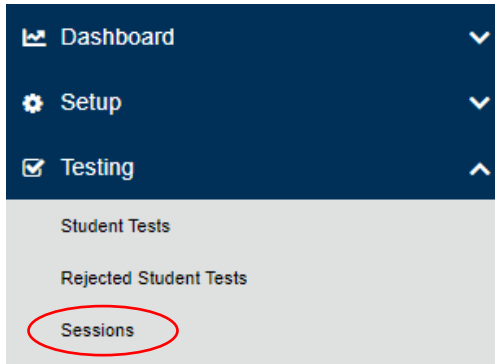 Dashboard
Setup
Testing
Student Tests
Rejected Student Tests
Sessions